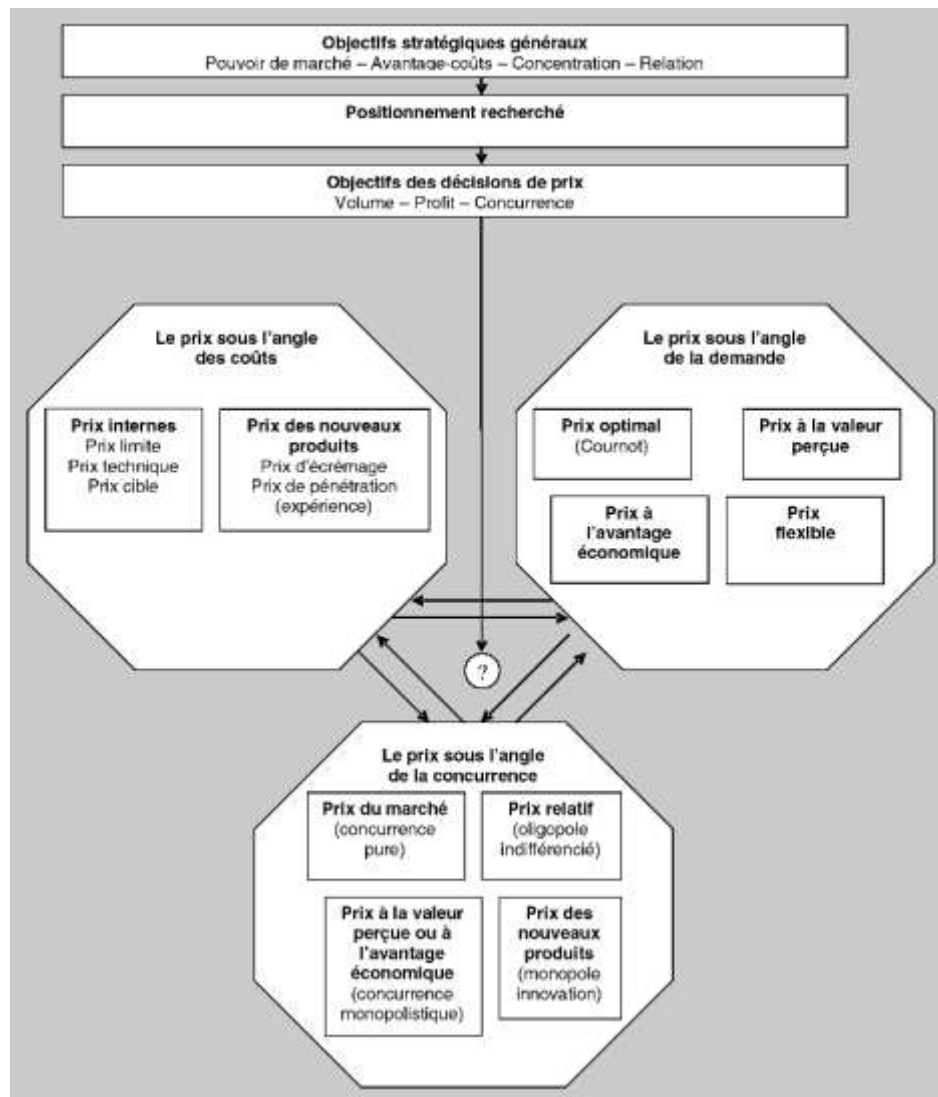 Objectifs stratégiques généraux
Pouvoir de marché – Avantage-coûts – Concentration – Relation
Positionnement recherché
Objectifs des décisions de prix
Volume – Profit – Concurrence
Le prix sous l'angle
des coûts
Prix internes
Prix limite
Prix technique
Prix cible
Prix des nouveaux
produits
Prix d'écrémage
Prix de pénétration
(expérience)
Le prix sous l'angle
de la demande
Prix optimal
(Cournot)
Prix à la valeur
perçue
Prix à
l'avantage
économique
Prix
flexible
?
Le prix sous l'angle
de la concurrence
Prix du marché
(concurrence
pure)
Prix relatif
(oligopole
indifférencié)
Prix à la valeur
perçue ou à
l'avantage
économique
(concurrence
monopolistique)
Prix des
nouveaux
produits
(monopole
innovation)